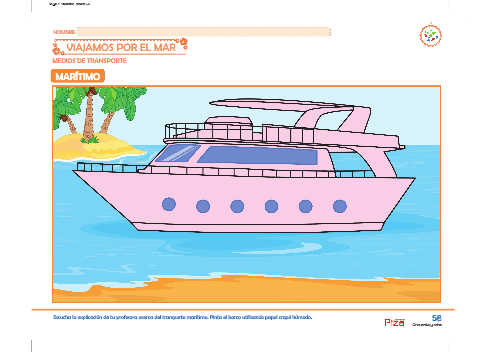 NOMBRE:
VIAJAMOS POR EL MAR
MEDIOS DE TRANSPORTE
MARÍTIMO
Escucha la explicación de tu profesora acerca del transporte marítimo. Pinta el barco utilizando papel crepé húmedo.
Piza
58